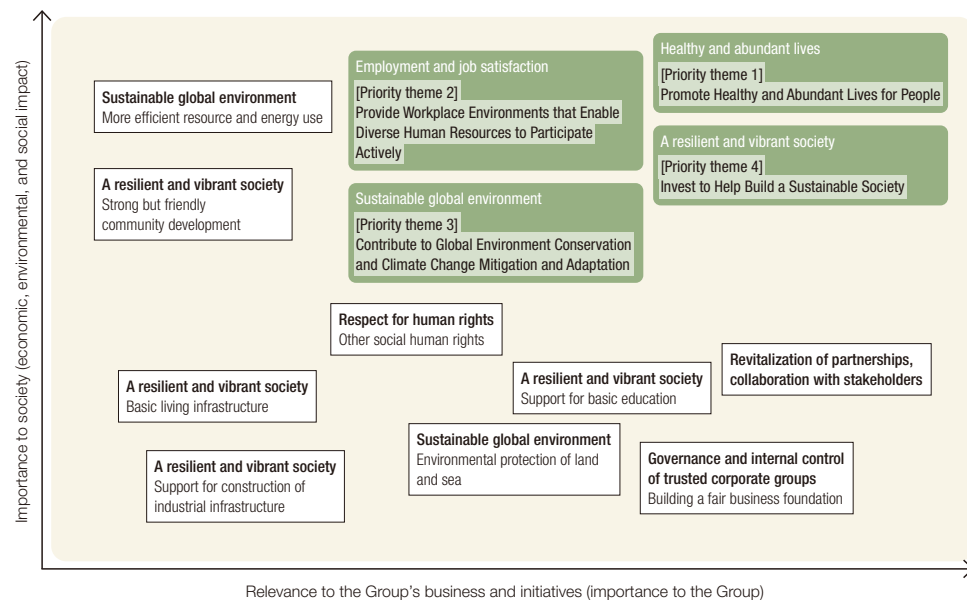 Importance to society (economic, environmental, and social impact)
Sustainable global environment
More efficient resource and energy use
A resilient and vibrant society
Strong but friendly
community development
Employment and job satisfaction
[Priority theme 2]
Provide Workplace Environments that Enable
Diverse Human Resources to Participate
Actively
Sustainable global environment
[Priority theme 3]
Contribute to Global Environment Conservation
and Climate Change Mitigation and Adaptation
Healthy and abundant lives
[Priority theme 1]
Promote Healthy and Abundant Lives for People
A resilient and vibrant society
[Priority theme 4]
Invest to Help Build a Sustainable Society
Respect for human rights
Other social human rights
A resilient and vibrant society
Basic living infrastructure
A resilient and vibrant society
Support for basic education
Revitalization of partnerships,
collaboration with stakeholders
A resilient and vibrant society
Support for construction of
industrial infrastructure
Sustainable global environment
Environmental protection of land
and sea
Governance and internal control
of trusted corporate groups
Building a fair business foundation
Relevance to the Group's business and initiatives (importance to the Group)